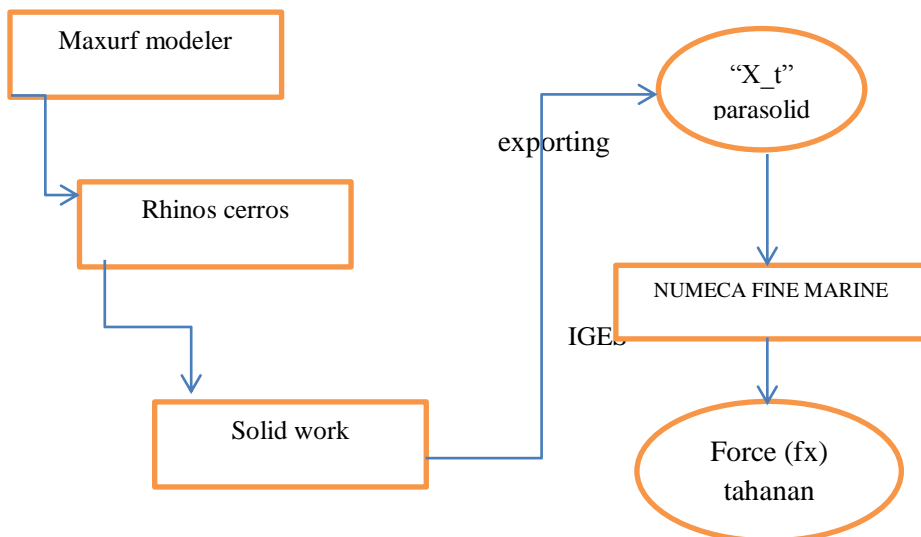 Maxurf modeler
Rhinos cerros
Solid work
exporting
“X_t”
parasolid
NUMECA FINE MARINE
IGES
Force (fx)
tahanan